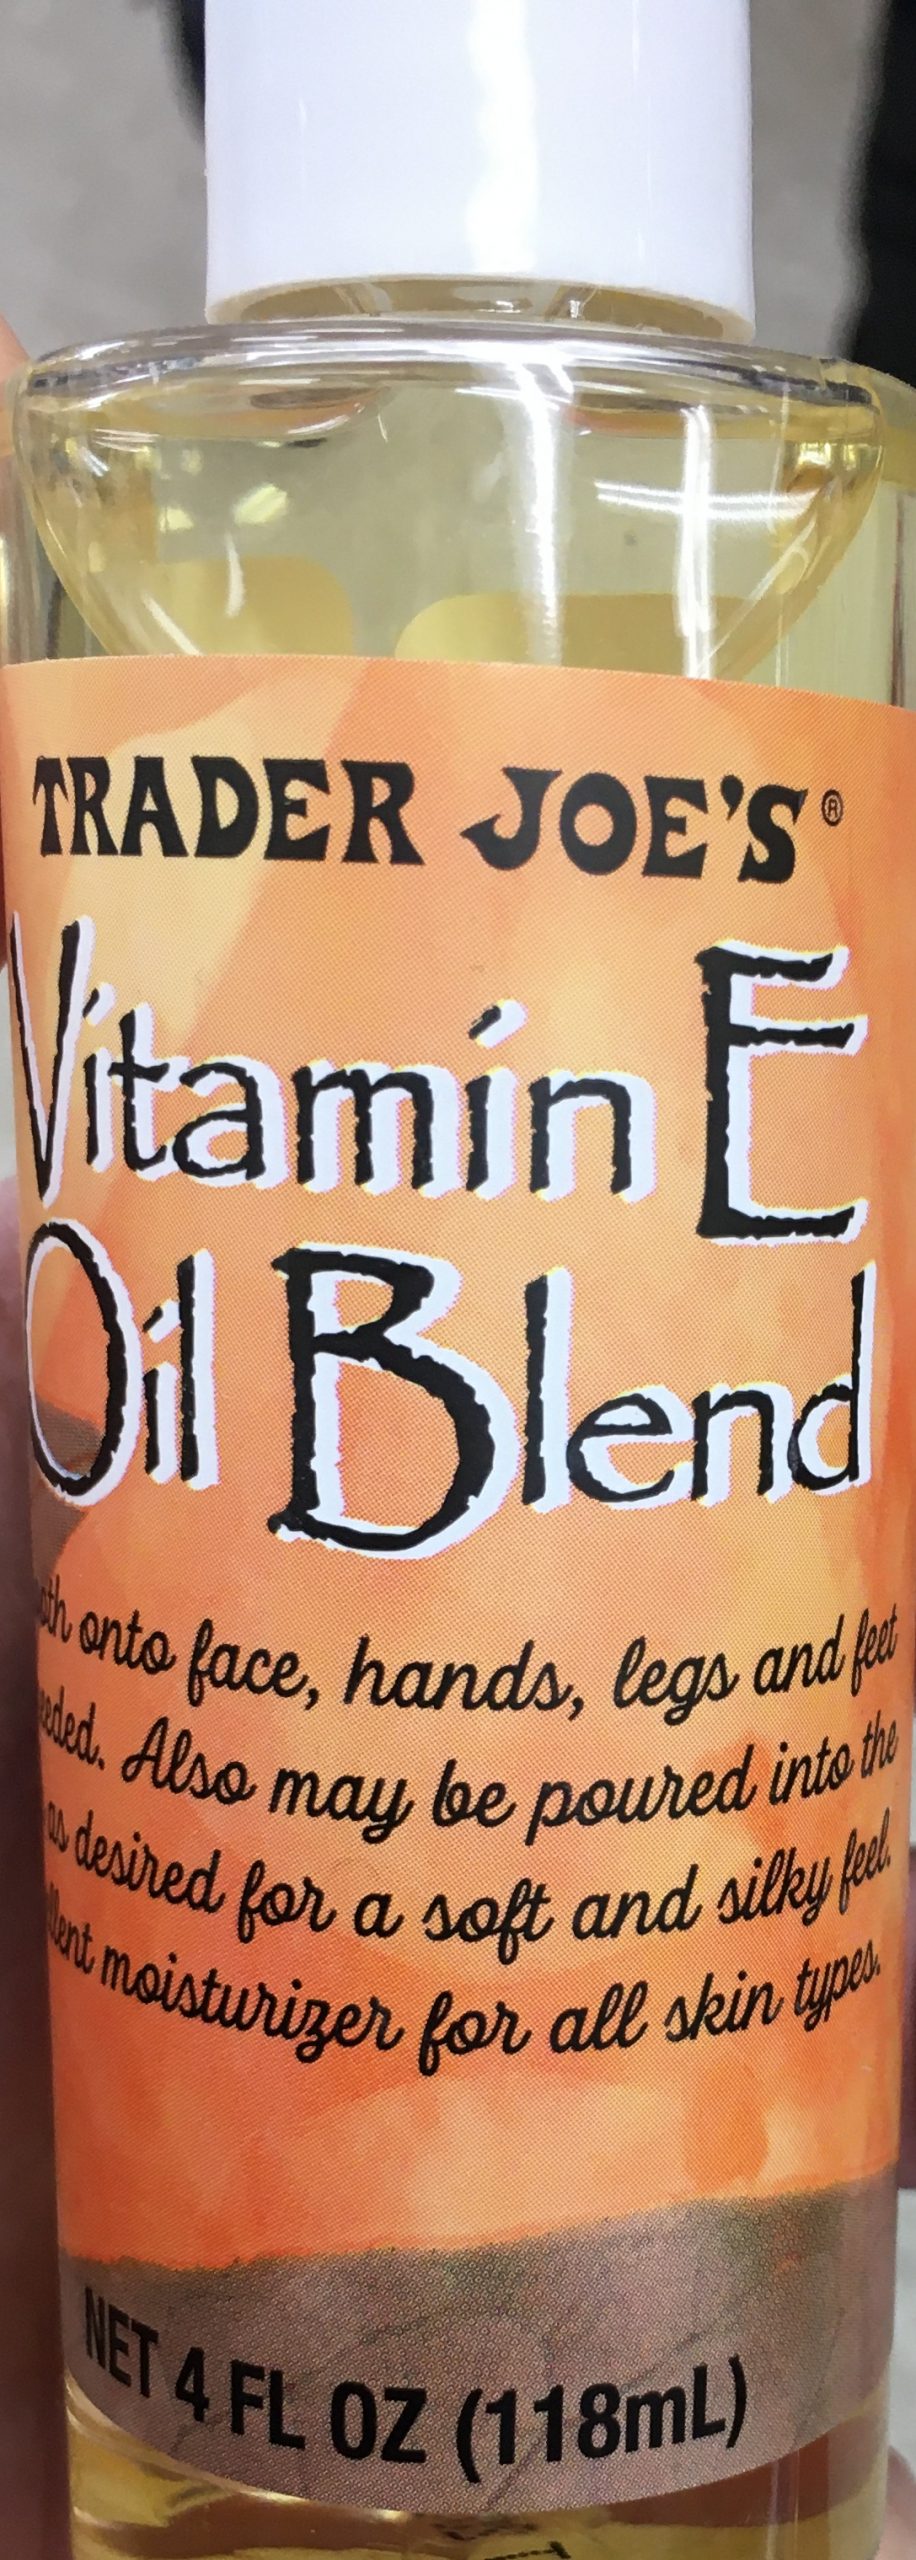 TRADER JOE'S®
Vitamin E
Oil Blend
onto face, hands, legs and feet
Also may be poured into the
as desired for a soft and silky feel.
moisturizer for all skin types.
NET 4 FL OZ (118mL)